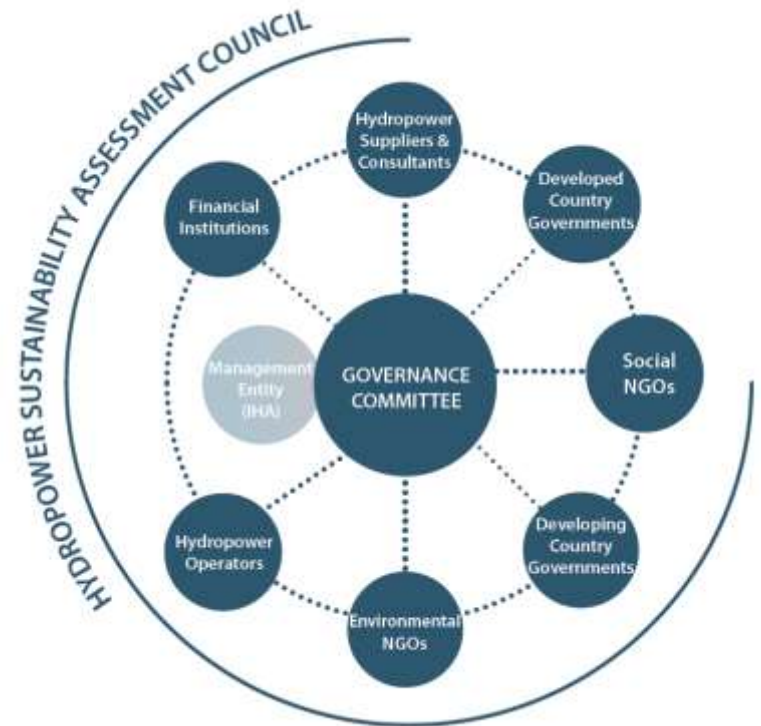 HYDROPOWER SUSTAINABILITY ASSESSMENT COUNCIL
Hydropower
Suppliers &
Consultants
Developed
Country
Governments
Financial
Institutions
Social
NGOs
Management
Entity
(IHA)
GOVERNANCE
COMMITTEE
Hydropower
Operators
Developing
Country
Governments
Environmental
NGOs